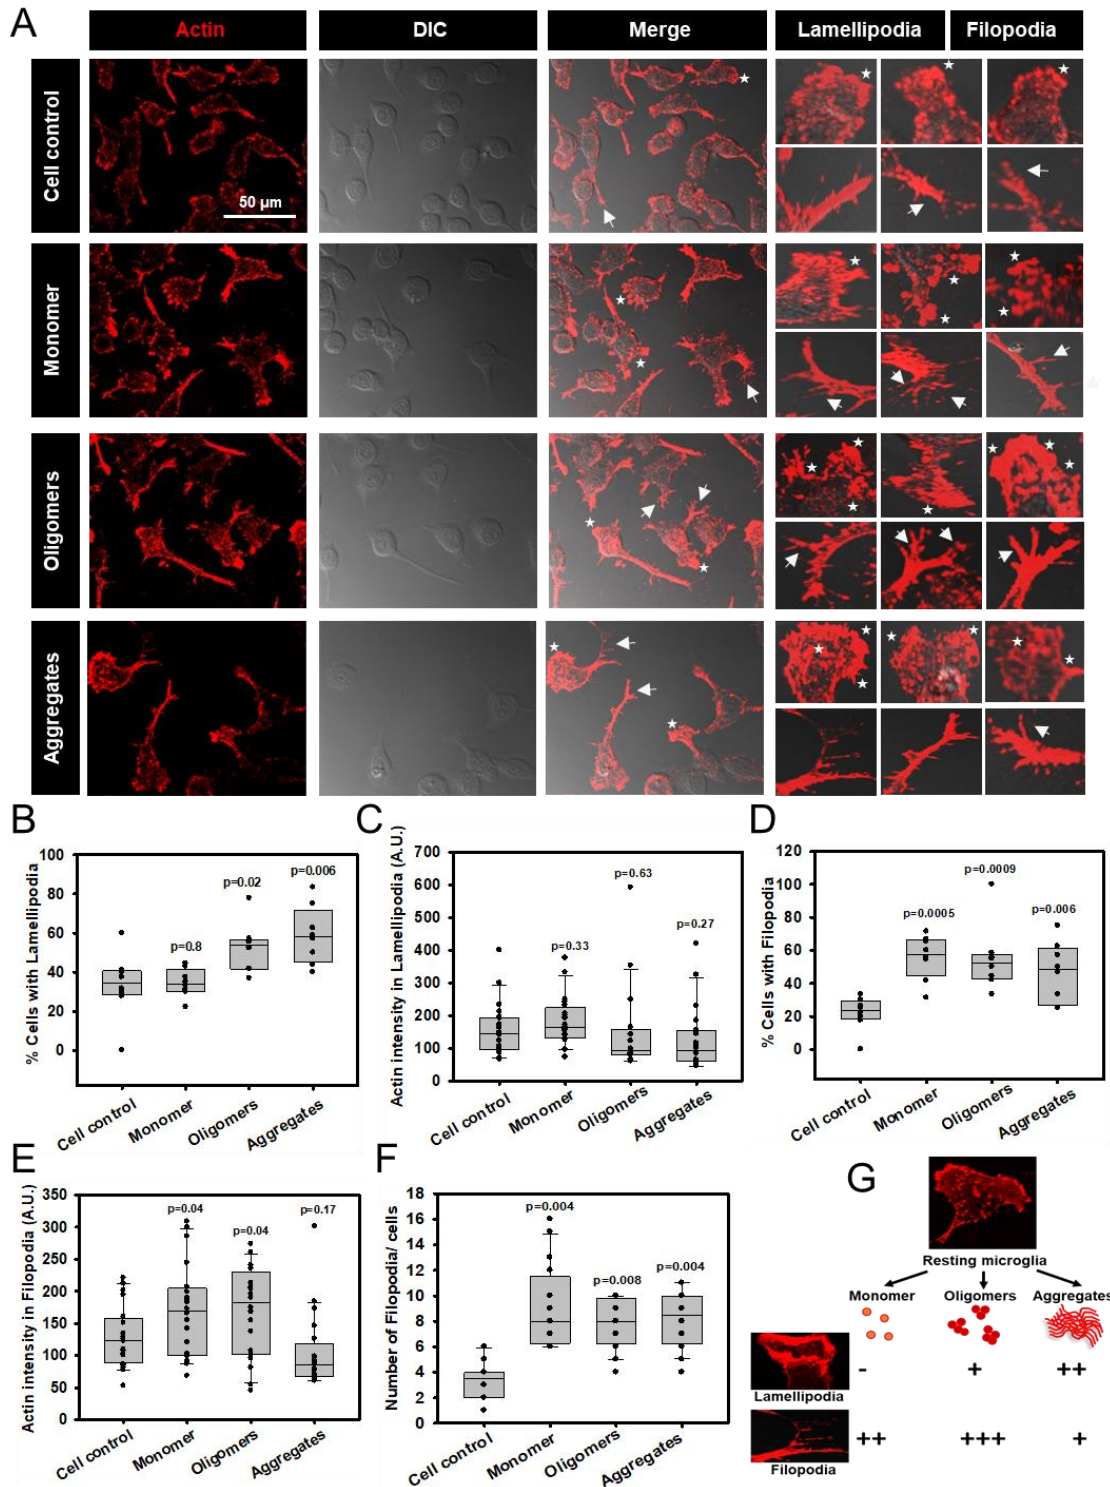 A
Actin
DIC
Merge
Lamellipodia
Filopodia
Cell control
50 µm
Monomer
Oligomers
Aggregates
B
% Cells with Lamellipodia
100
80
60
40
20
0
p=0.8
p=0.02
p=0.006
Cell control
Monomer
Oligomers
Aggregates
C
Actin intensity in Lamellipodia (A.U.)
700
600
500
400
300
200
100
0
p=0.33
p=0.63
p=0.27
Cell control
Monomer
Oligomers
Aggregates
D
% Cells with Filopodia
120
100
80
60
40
20
0
p=0.0005
p=0.0009
p=0.006
Cell control
Monomer
Oligomers
Aggregates
E
Actin intensity in Filopodia (A.U.)
350
300
250
200
150
100
50
0
p=0.04
p=0.04
p=0.17
Cell control
Monomer
Oligomers
Aggregates
F
Number of Filopodia/ cells
18
16
14
12
10
8
6
4
2
0
p=0.004
p=0.008
p=0.004
Cell control
Monomer
Oligomers
Aggregates
G
Resting microglia
Monomer
Oligomers
Aggregates
- + ++
Lamellipodia
++ +++ +
Filopodia